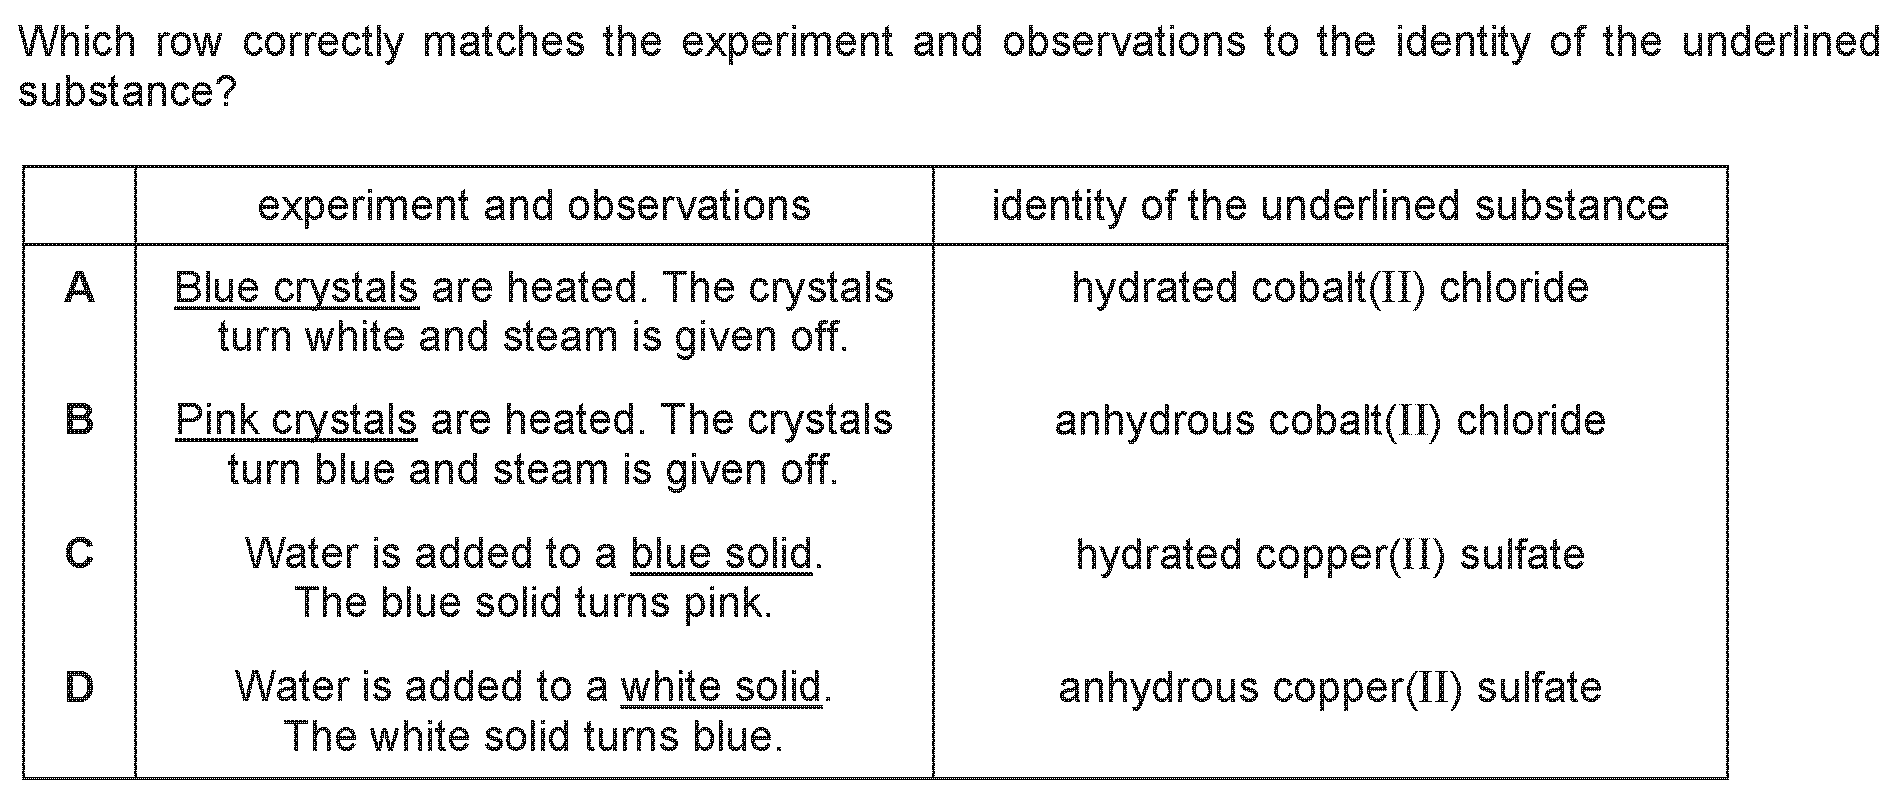 Which row correctly matches the experiment and observations to the identity of the underlined
substance?
experiment and observations
identity of the underlined substance
A
Blue crystals are heated. The crystals
turn white and steam is given off.
hydrated cobalt(II) chloride
B
Pink crystals are heated. The crystals
turn blue and steam is given off.
anhydrous cobalt(II) chloride
C
Water is added to a blue solid.
The blue solid turns pink.
hydrated copper(II) sulfate
D
Water is added to a white solid.
The white solid turns blue.
anhydrous copper(II) sulfate